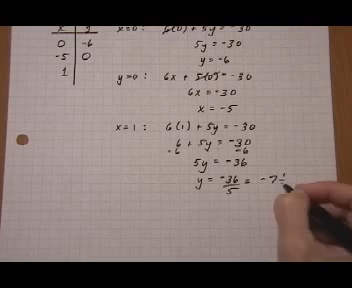 x y x=0: 6(0) + 5y = -30
0 -6 5y = -30
-5 0 y = -6
1 y=0: 6x + 5(0) = -30
6x = -30
x = -5
x=1: 6(1) + 5y = -30
6 + 5y = -30
-6 -6
5y = -36
y = -36/5 = -7